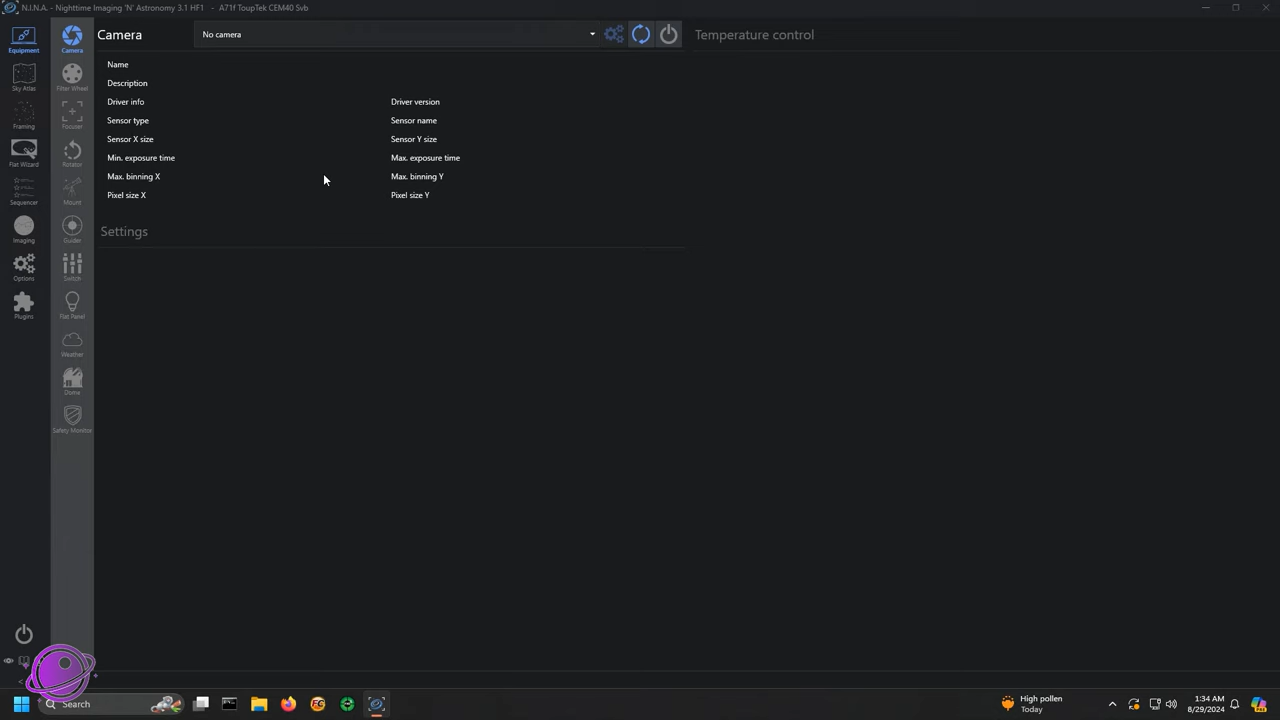 N.I.N.A. - Nighttime Imaging 'N' Astronomy 3.1 HF1 - A71f ToupTek CEM40 Svb
Equipment
Sky Atlas
Framing
Flat Wizard
Sequencer
Imaging
Options
Plugins
Camera
Filter Wheel
Focuser
Rotator
Mount
Guider
Switch
Flat Panel
Weather
Dome
Safety Monitor
Camera
No camera
Name
Description
Driver info
Driver version
Sensor type
Sensor name
Sensor X size
Sensor Y size
Min. exposure time
Max. exposure time
Max. binning X
Max. binning Y
Pixel size X
Pixel size Y
Settings
Temperature control
Search
High pollen
Today
1:34 AM
8/29/2024